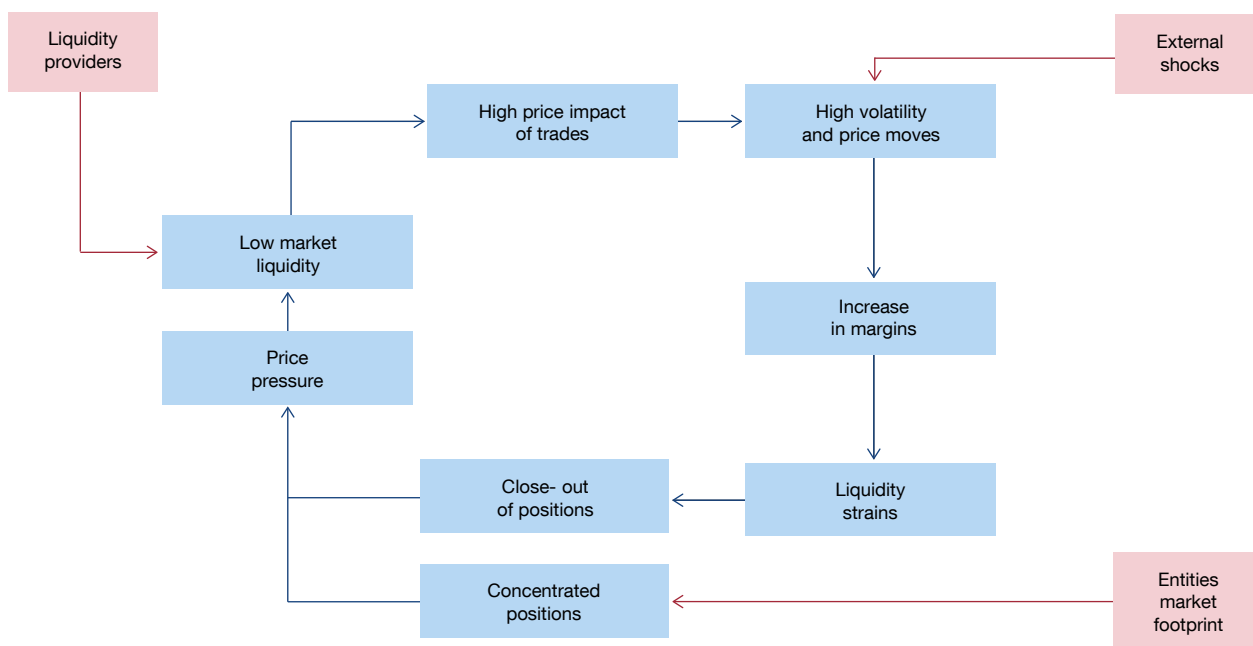 Liquidity
providers
External
shocks
High price impact
of trades
High volatility
and price moves
Low market
liquidity
Increase
in margins
Price
pressure
Close- out
of positions
Liquidity
strains
Concentrated
positions
Entities
market
footprint